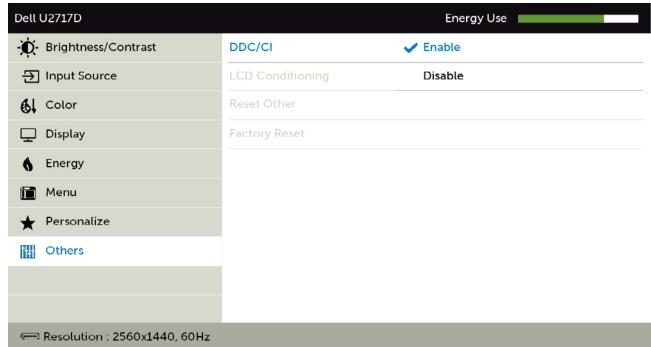 Dell U2717D Energy Use
Brightness/Contrast DDC/CI Enable
Input Source LCD Conditioning Disable
Color Reset Other
Display Factory Reset
Energy
Menu
Personalize
Others
Resolution : 2560x1440, 60Hz